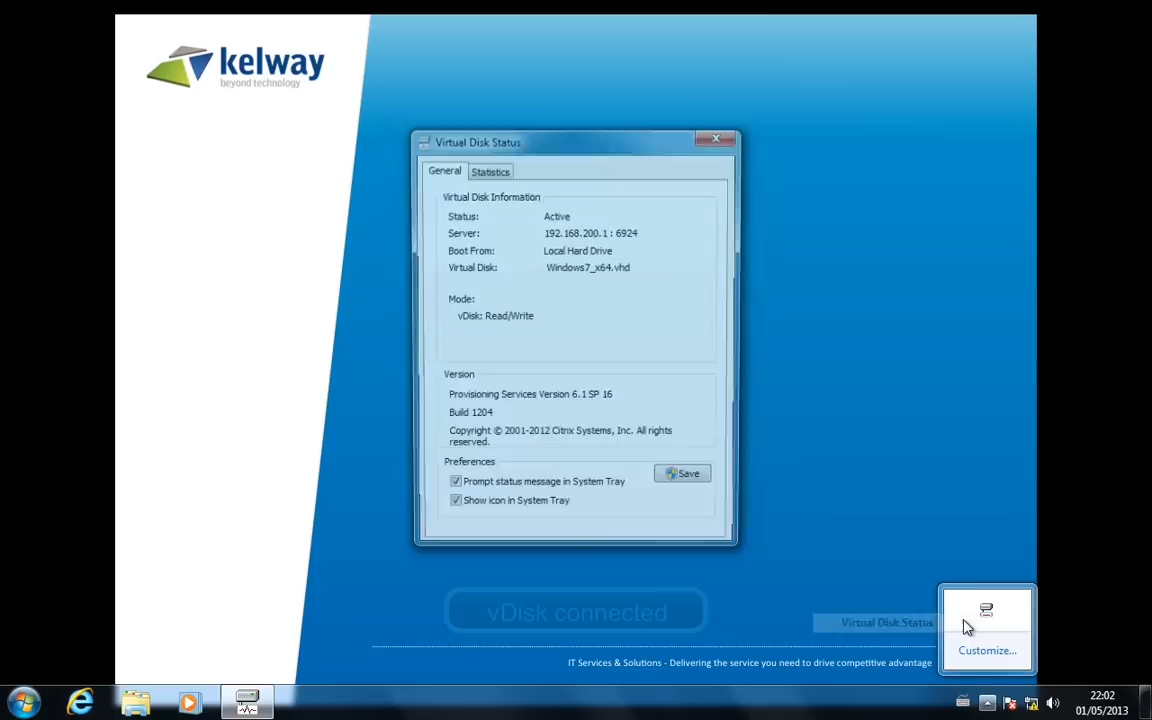 kelway
beyond technology
Virtual Disk Status
General
Statistics
Virtual Disk Information
Status: Active
Server: 192.168.200.1 : 6924
Boot From: Local Hard Drive
Virtual Disk: Windows7_x64.vhd
Mode:
vDisk: Read/Write
Version
Provisioning Services Version 6.1 SP 16
Build 1204
Copyright © 2001-2012 Citrix Systems, Inc. All rights
reserved.
Preferences
Save
Prompt status message in System Tray
Show icon in System Tray
vDisk connected
Virtual Disk Status
Customize...
IT Services & Solutions - Delivering the service you need to drive competitive advantage
22:02
01/05/2013